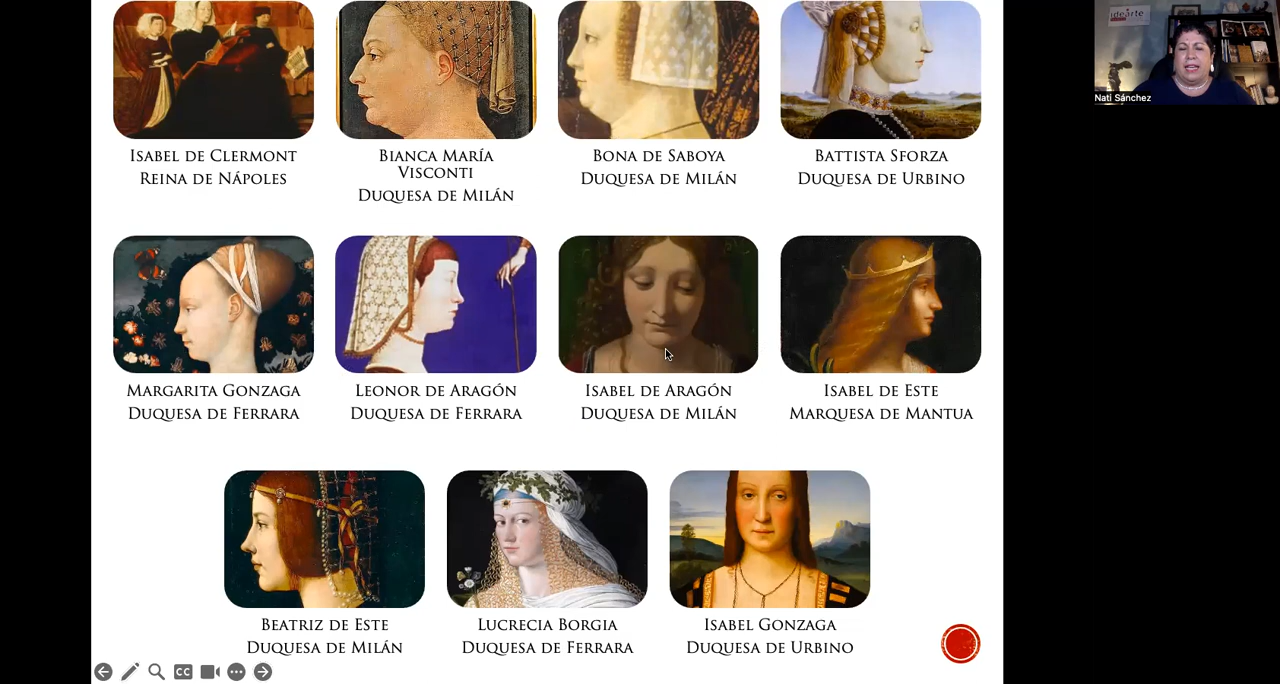 idearte
Nati Sánchez
ISABEL DE CLERMONT
REINA DE NÁPOLES
BIANCA MARÍA
VISCONTI
DUQUESA DE MILÁN
BONA DE SABOYA
DUQUESA DE MILÁN
BATTISTA SFORZA
DUQUESA DE URBINO
MARGARITA GONZAGA
DUQUESA DE FERRARA
LEONOR DE ARAGÓN
DUQUESA DE FERRARA
ISABEL DE ARAGÓN
DUQUESA DE MILÁN
ISABEL DE ESTE
MARQUESA DE MANTUA
BEATRIZ DE ESTE
DUQUESA DE MILÁN
LUCRECIA BORGIA
DUQUESA DE FERRARA
ISABEL GONZAGA
DUQUESA DE URBINO
CC